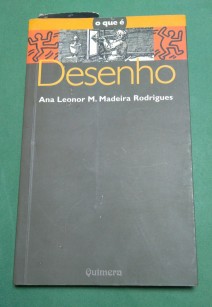 o que é
Desenho
Ana Leonor M. Madeira Rodrigues
Quimera